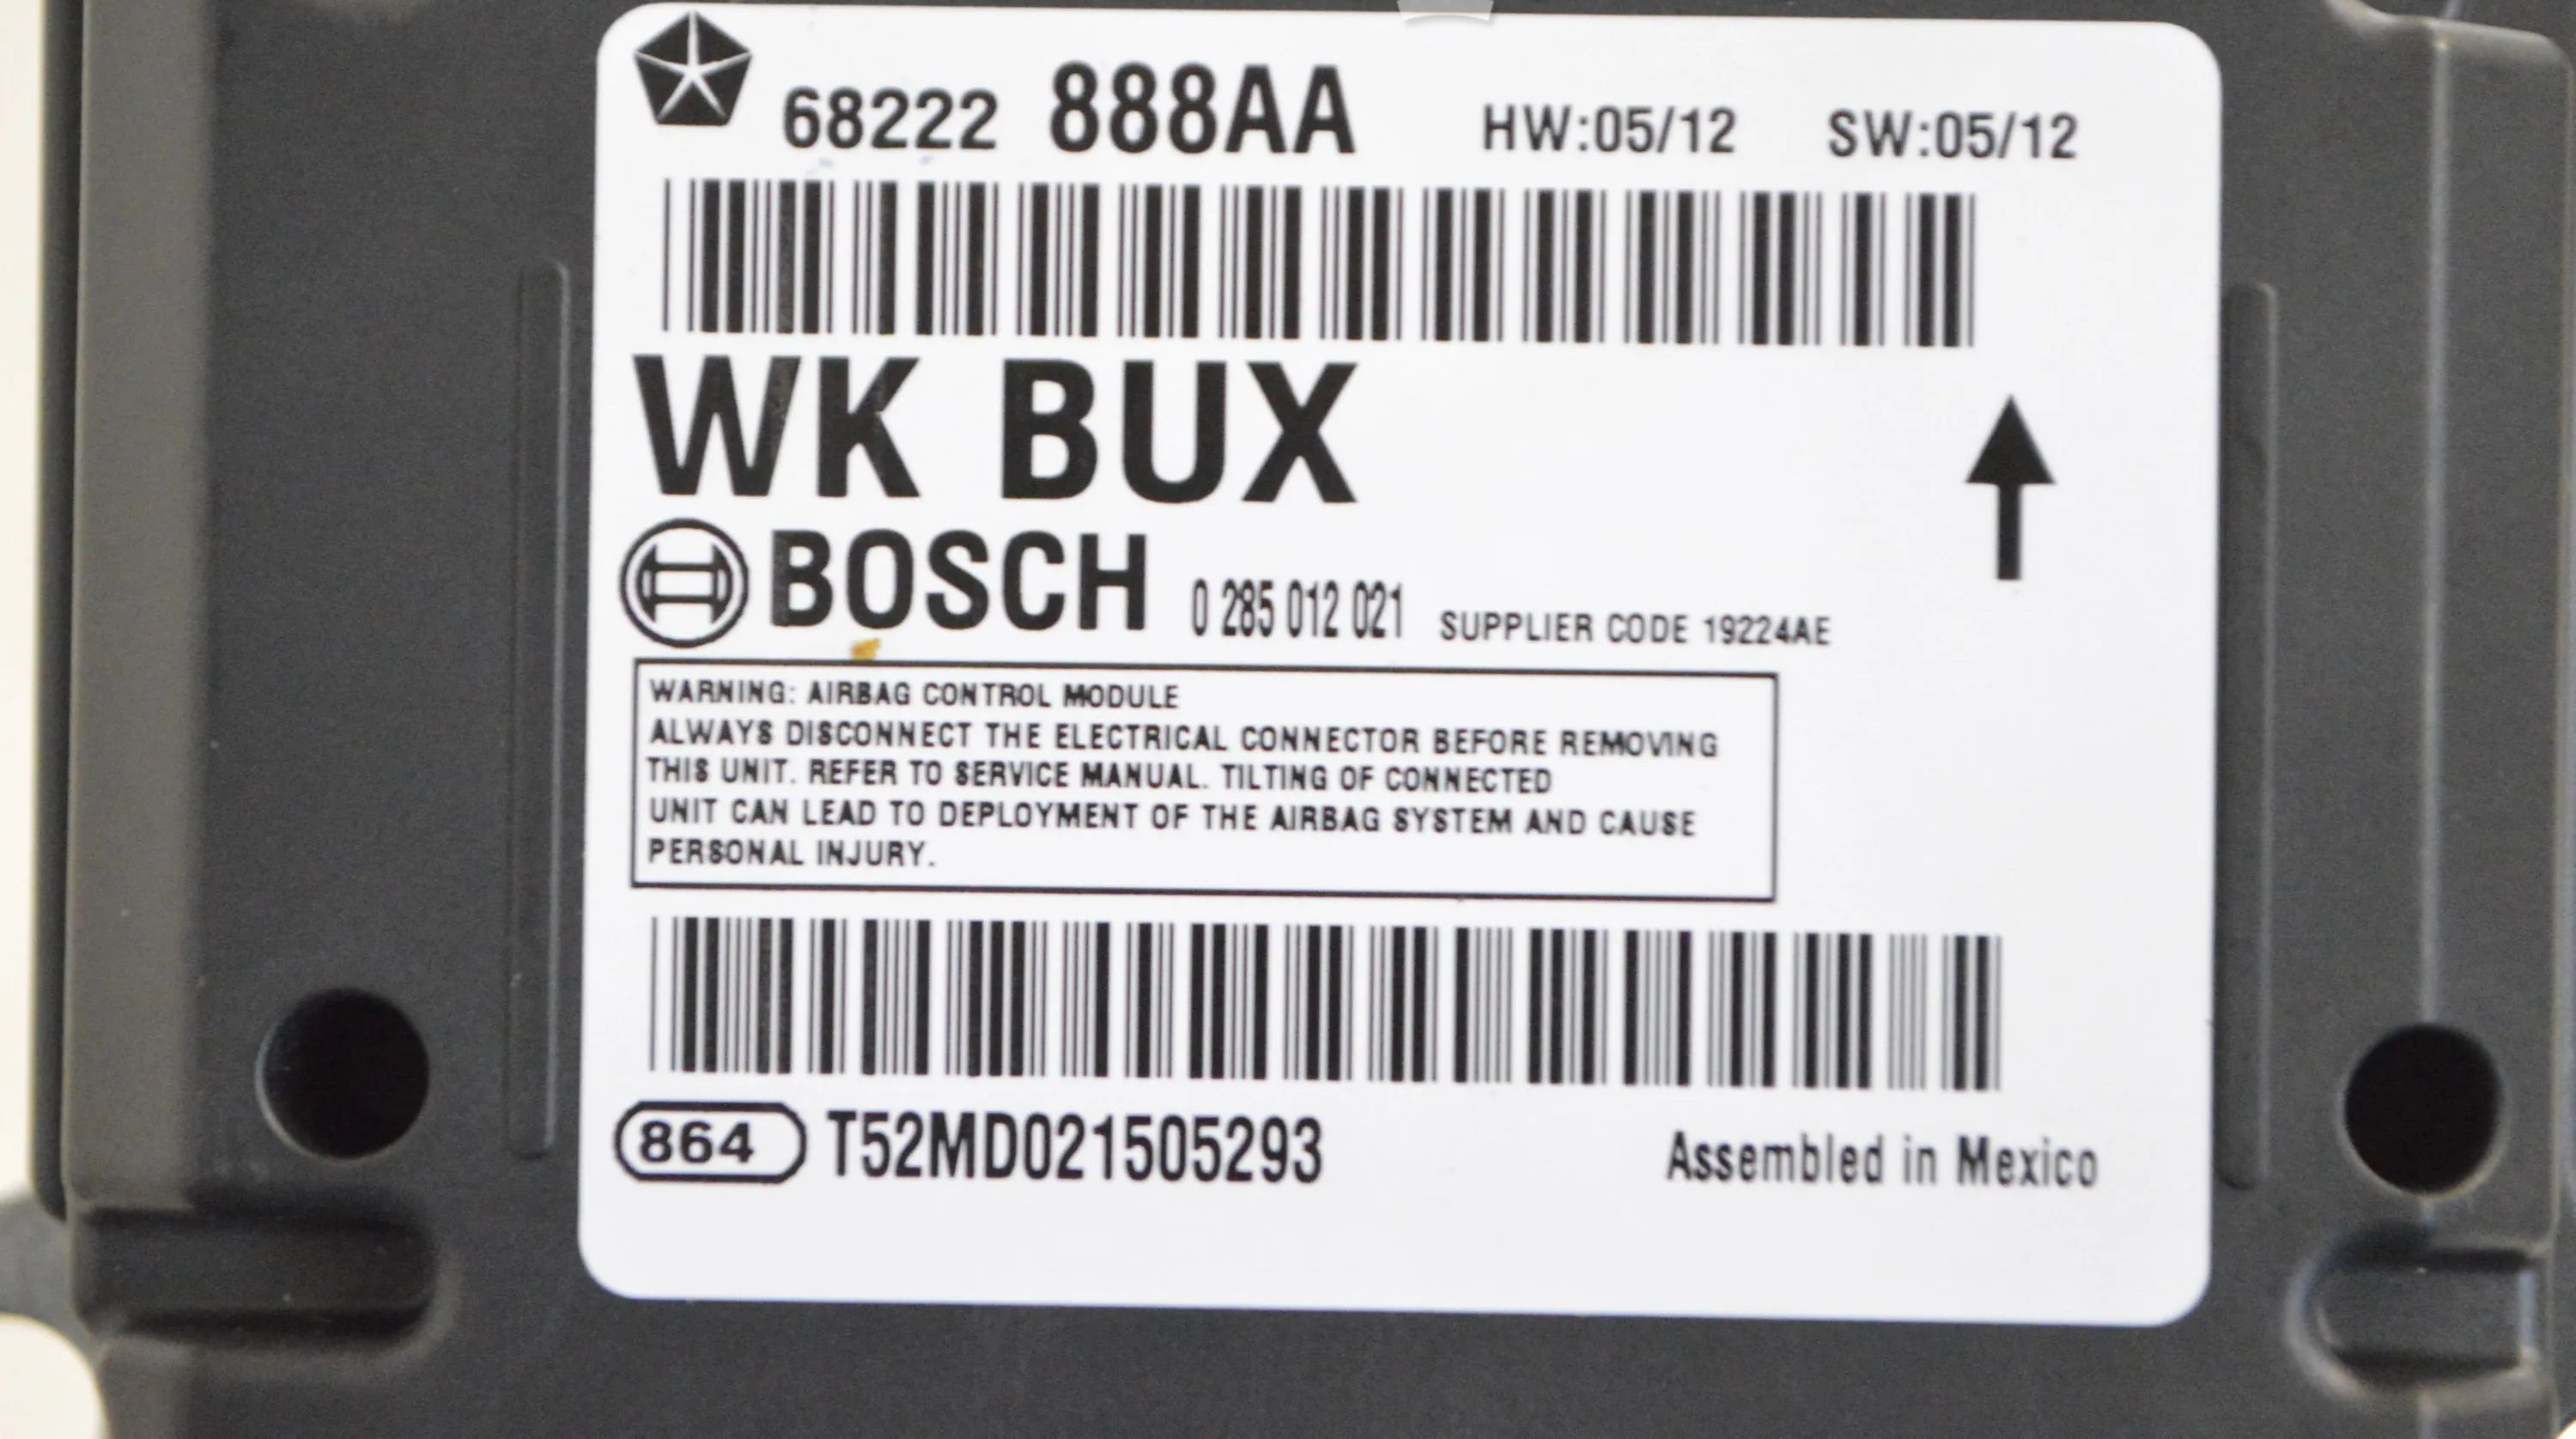 68222 888AA HW:05/12 SW:05/12
WK BUX
BOSCH 0 285 012 021 SUPPLIER CODE 19224AE
WARNING: AIRBAG CONTROL MODULE
ALWAYS DISCONNECT THE ELECTRICAL CONNECTOR BEFORE REMOVING
THIS UNIT. REFER TO SERVICE MANUAL. TILTING OF CONNECTED
UNIT CAN LEAD TO DEPLOYMENT OF THE AIRBAG SYSTEM AND CAUSE
PERSONAL INJURY.
864 T52MD021505293 Assembled in Mexico